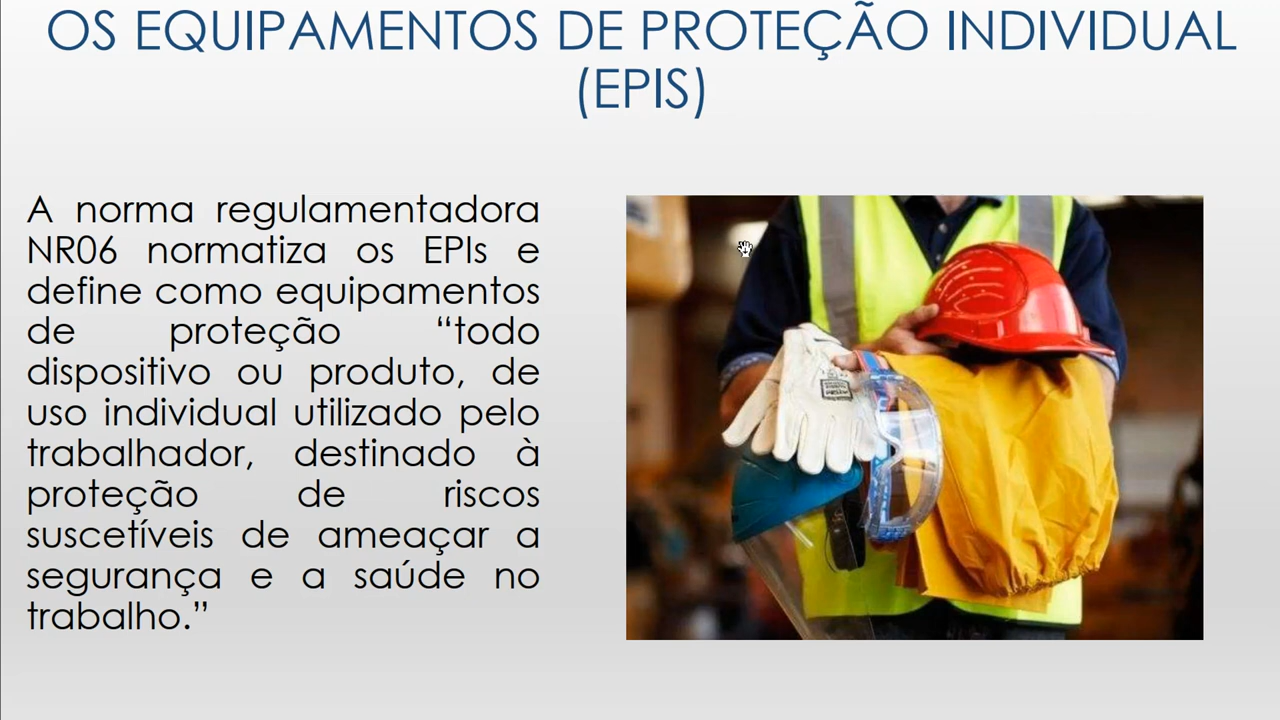 OS EQUIPAMENTOS DE PROTEÇÃO INDIVIDUAL
(EPIS)
A norma regulamentadora
NR06 normatiza os EPIs e
define como equipamentos
de proteção “todo
dispositivo ou produto, de
uso individual utilizado pelo
trabalhador, destinado à
proteção de riscos
suscetíveis de ameaçar a
segurança e a saúde no
trabalho.”